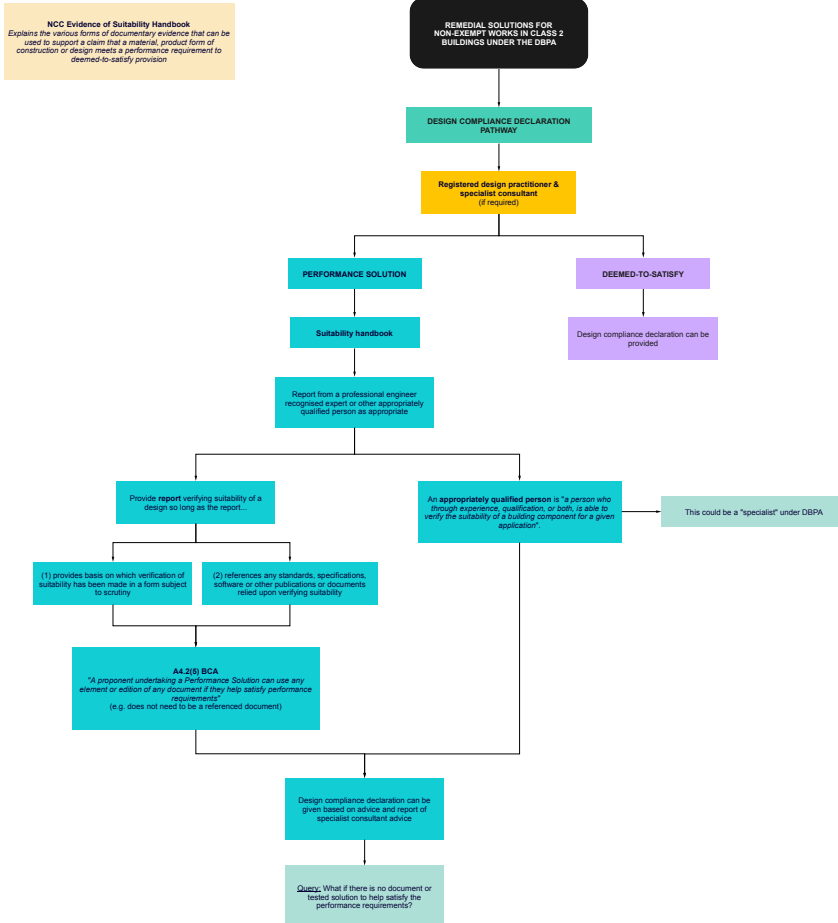 NCC Evidence of Suitability Handbook
Explains the various forms of documentary evidence that can be
used to support a claim that a material, product form of
construction or design meets a performance requirement to
deemed-to-satisfy provision
REMEDIAL SOLUTIONS FOR
NON-EXEMPT WORKS IN CLASS 2
BUILDINGS UNDER THE DBPA
DESIGN COMPLIANCE DECLARATION
PATHWAY
Registered design practitioner &
specialist consultant
(if required)
PERFORMANCE SOLUTION
DEEMED-TO-SATISFY
Suitability handbook
Design compliance declaration can be
provided
Report from a professional engineer
recognised expert or other appropriately
qualified person as appropriate
Provide report verifying suitability of a
design so long as the report...
An appropriately qualified person is "a person who
through experience, qualification, or both, is able to
verify the suitability of a building component for a given
application".
This could be a "specialist" under DBPA
(1) provides basis on which verification of
suitability has been made in a form subject
to scrutiny
(2) references any standards, specifications,
software or other publications or documents
relied upon verifying suitability
A4.2(5) BCA
"A proponent undertaking a Performance Solution can use any
element or edition of any document if they help satisfy performance
requirements"
(e.g. does not need to be a referenced document)
Design compliance declaration can be
given based on advice and report of
specialist consultant advice
Query: What if there is no document or
tested solution to help satisfy the
performance requirements?